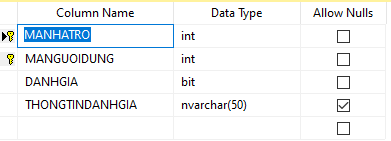 Column Name Data Type Allow Nulls
MANHATRO int
MANGUOIDUNG int
DANHGIA bit
THONGTINDANHGIA nvarchar(50)